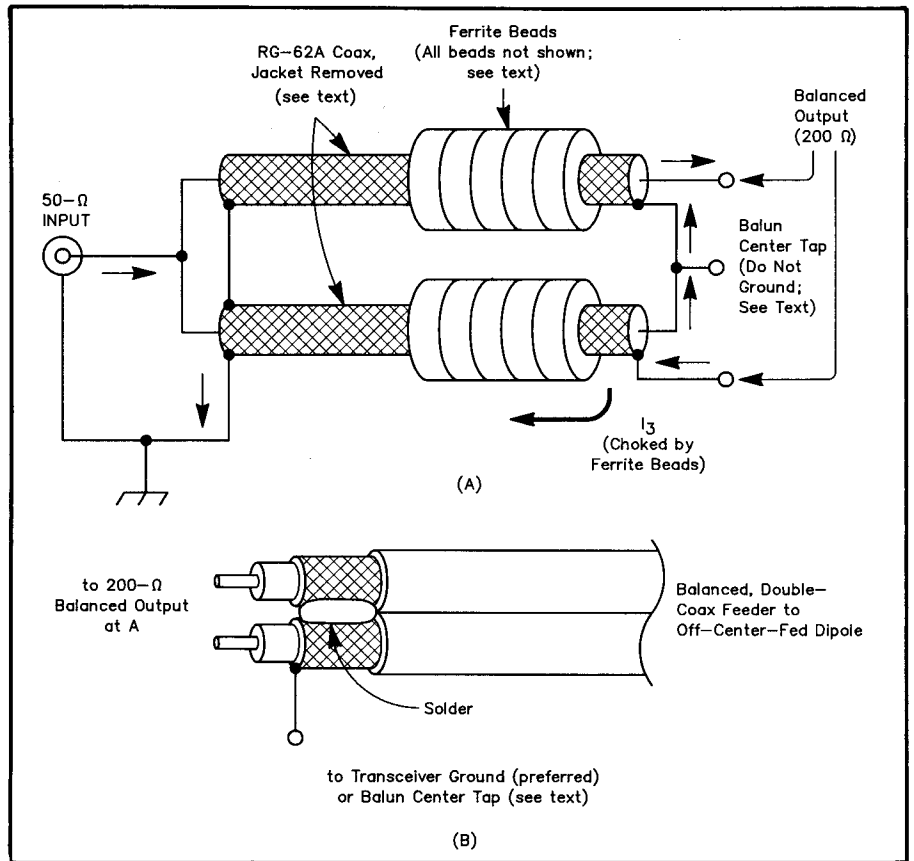 Ferrite Beads
(All beads not shown;
see text)
RG-62A Coax,
Jacket Removed
(see text)
Balanced
Output
(200 Ω)
50-Ω
INPUT
Balun
Center Tap
(Do Not
Ground;
See Text)
I3
(Choked by
Ferrite Beads)
(A)
to 200-Ω
Balanced Output
at A
Balanced, Double-
Coax Feeder to
Off-Center-Fed Dipole
Solder
to Transceiver Ground (preferred)
or Balun Center Tap (see text)
(B)